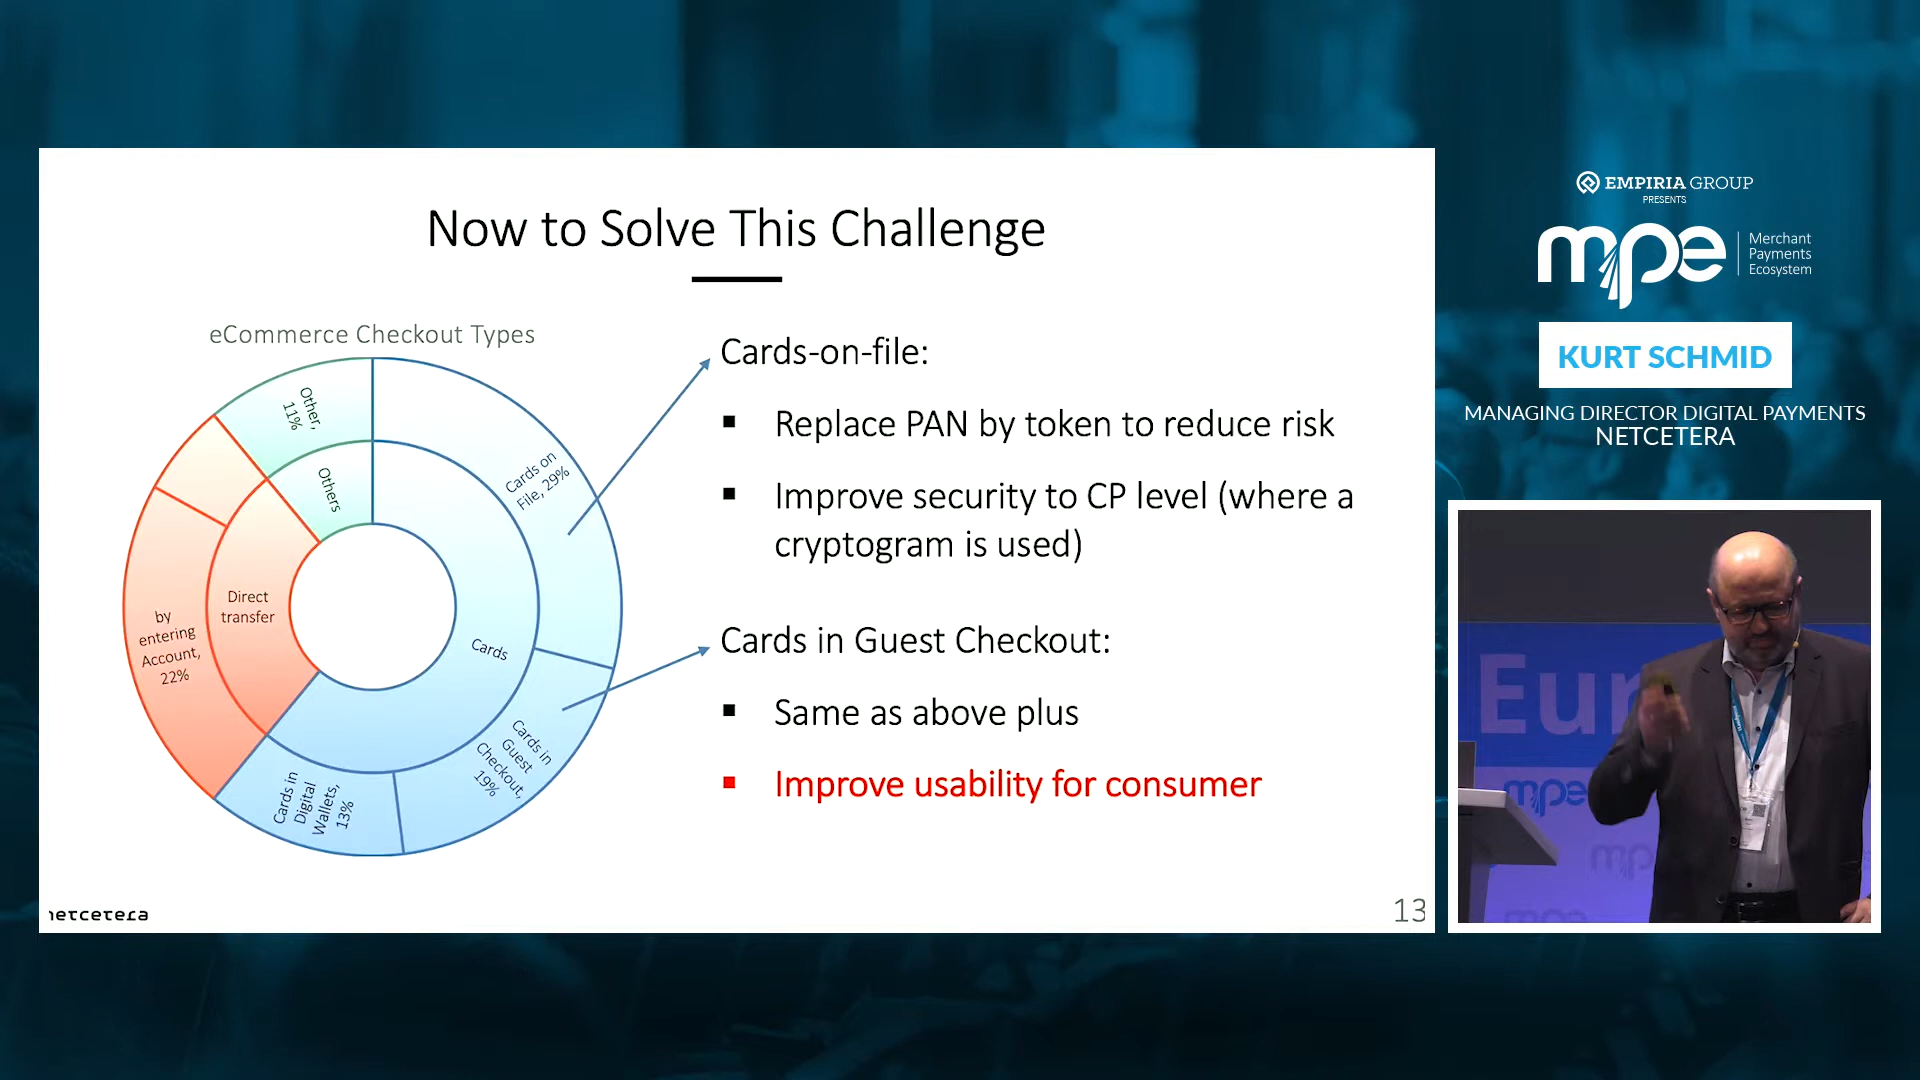 Now to Solve This Challenge
eCommerce Checkout Types
Other,
11%
Others
Cards on
File, 29%
Cards
Direct
transfer
by
entering
Account,
22%
Cards in
Digital
Wallets,
13%
Cards in
Guest
Checkout,
19%
Cards-on-file:
▪ Replace PAN by token to reduce risk
▪ Improve security to CP level (where a
cryptogram is used)
Cards in Guest Checkout:
▪ Same as above plus
▪ Improve usability for consumer
netcetera
13
EMPIRIA GROUP
PRESENTS
mpe
Merchant
Payments
Ecosystem
KURT SCHMID
MANAGING DIRECTOR DIGITAL PAYMENTS
NETCETERA
Eur
mpe
mpe
mpe